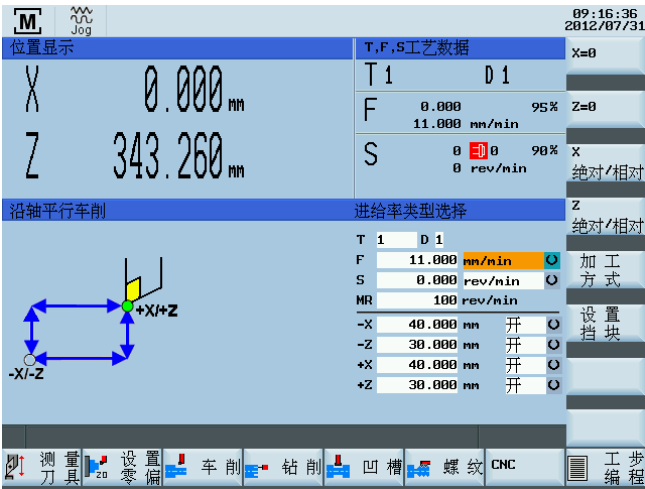 M
Jog
09:16:36
2012/07/31
位置显示
X 0.000 mm
Z 343.260 mm
T,F,S工艺数据
T 1 D 1
F 0.000 95%
11.000 mm/min
S 0 0 90%
0 rev/min
X=0
Z=0
X
绝对/相对
Z
绝对/相对
加工
方式
设置
挡块
沿轴平行车削
+X/+Z
-X/-Z
进给率类型选择
T 1 D 1
F 11.000 mm/min
S 0.000 rev/min
MR 100 rev/min
-X 40.000 mm 开
-Z 30.000 mm 开
+X 40.000 mm 开
+Z 30.000 mm 开
测量
刀具
ZO
设置
零偏
车削
钻削
凹槽
螺纹
CNC
工步
编程